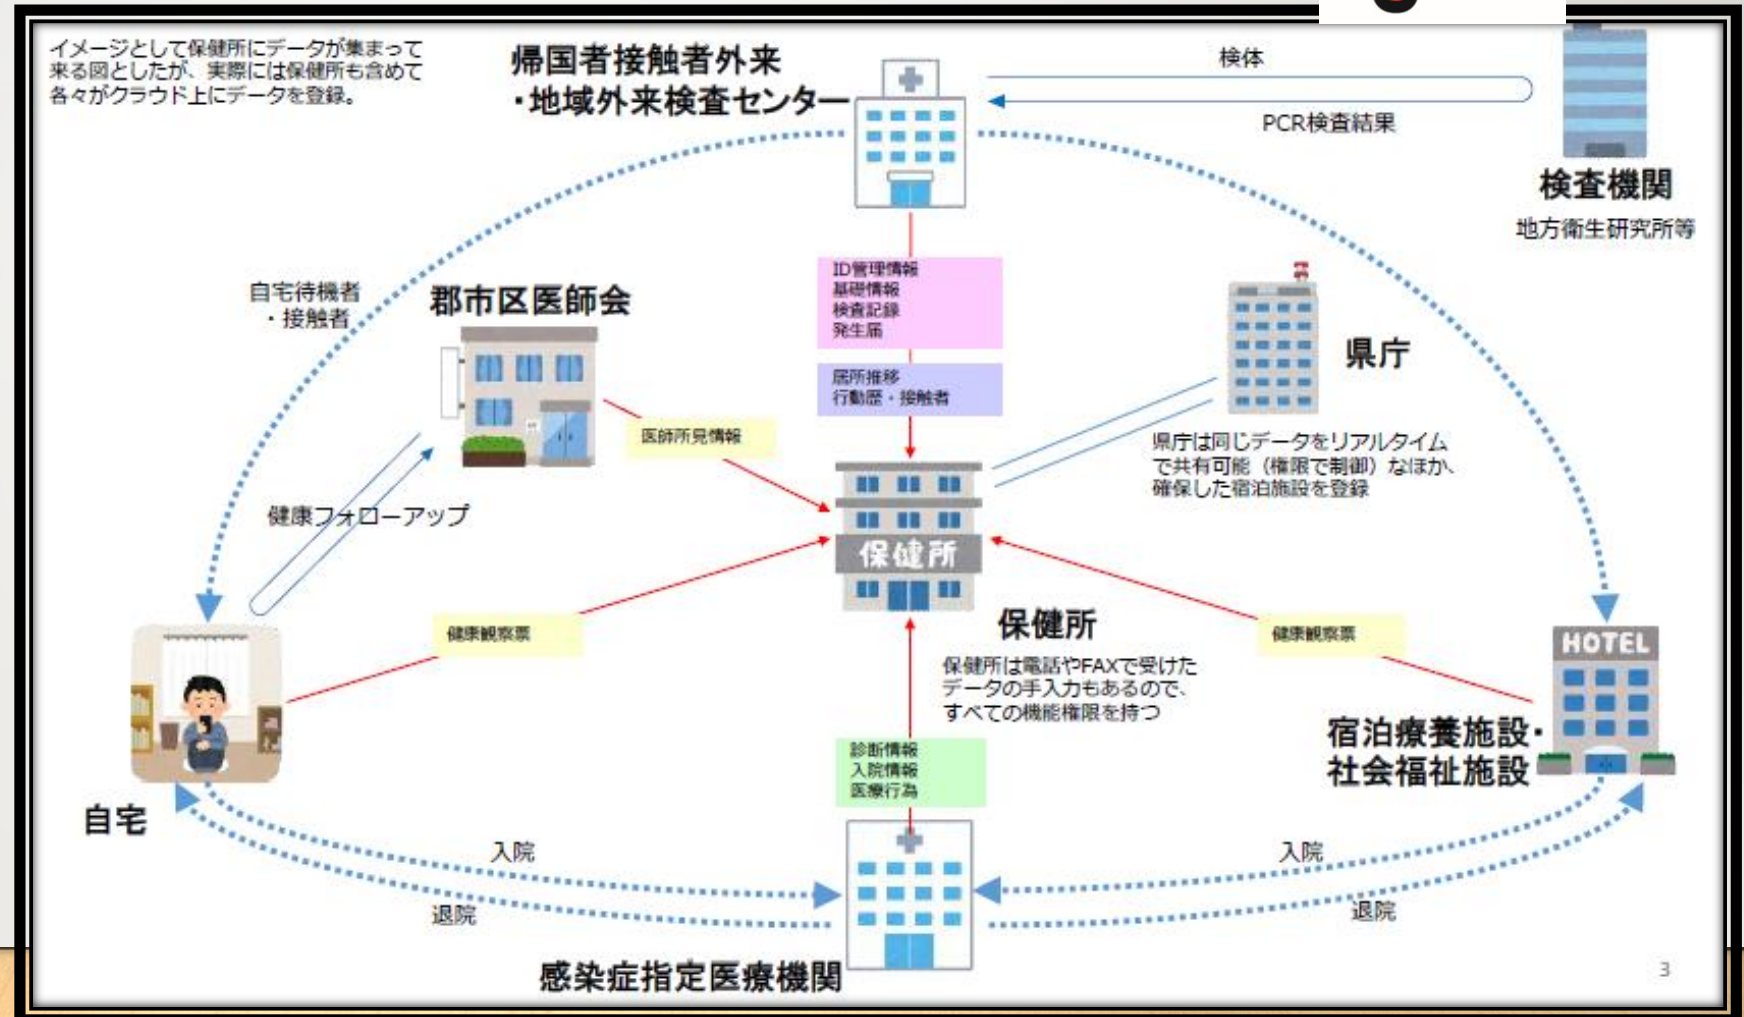 イメージとして保健所にデータが集まって
来る図としたが、実際には保健所も含めて
各々がクラウド上にデータを登録。
帰国者接触者外来
・地域外来検査センター
検体
PCR検査結果
検査機関
地方衛生研究所等
自宅待機者
・接触者
郡市区医師会
ID管理情報
基礎情報
検査記録
発生届
居所推移
行動歴・接触者
県庁
県庁は同じデータをリアルタイム
で共有可能（権限で制御）なほか、
確保した宿泊施設を登録
医師所見情報
健康フォローアップ
保健所
保健所
保健所は電話やFAXで受けた
データの手入力もあるので、
すべての機能権限を持つ
健康観察票
健康観察票
HOTEL
宿泊療養施設・
社会福祉施設
診断情報
入院情報
医療行為
自宅
入院
退院
入院
退院
感染症指定医療機関
3